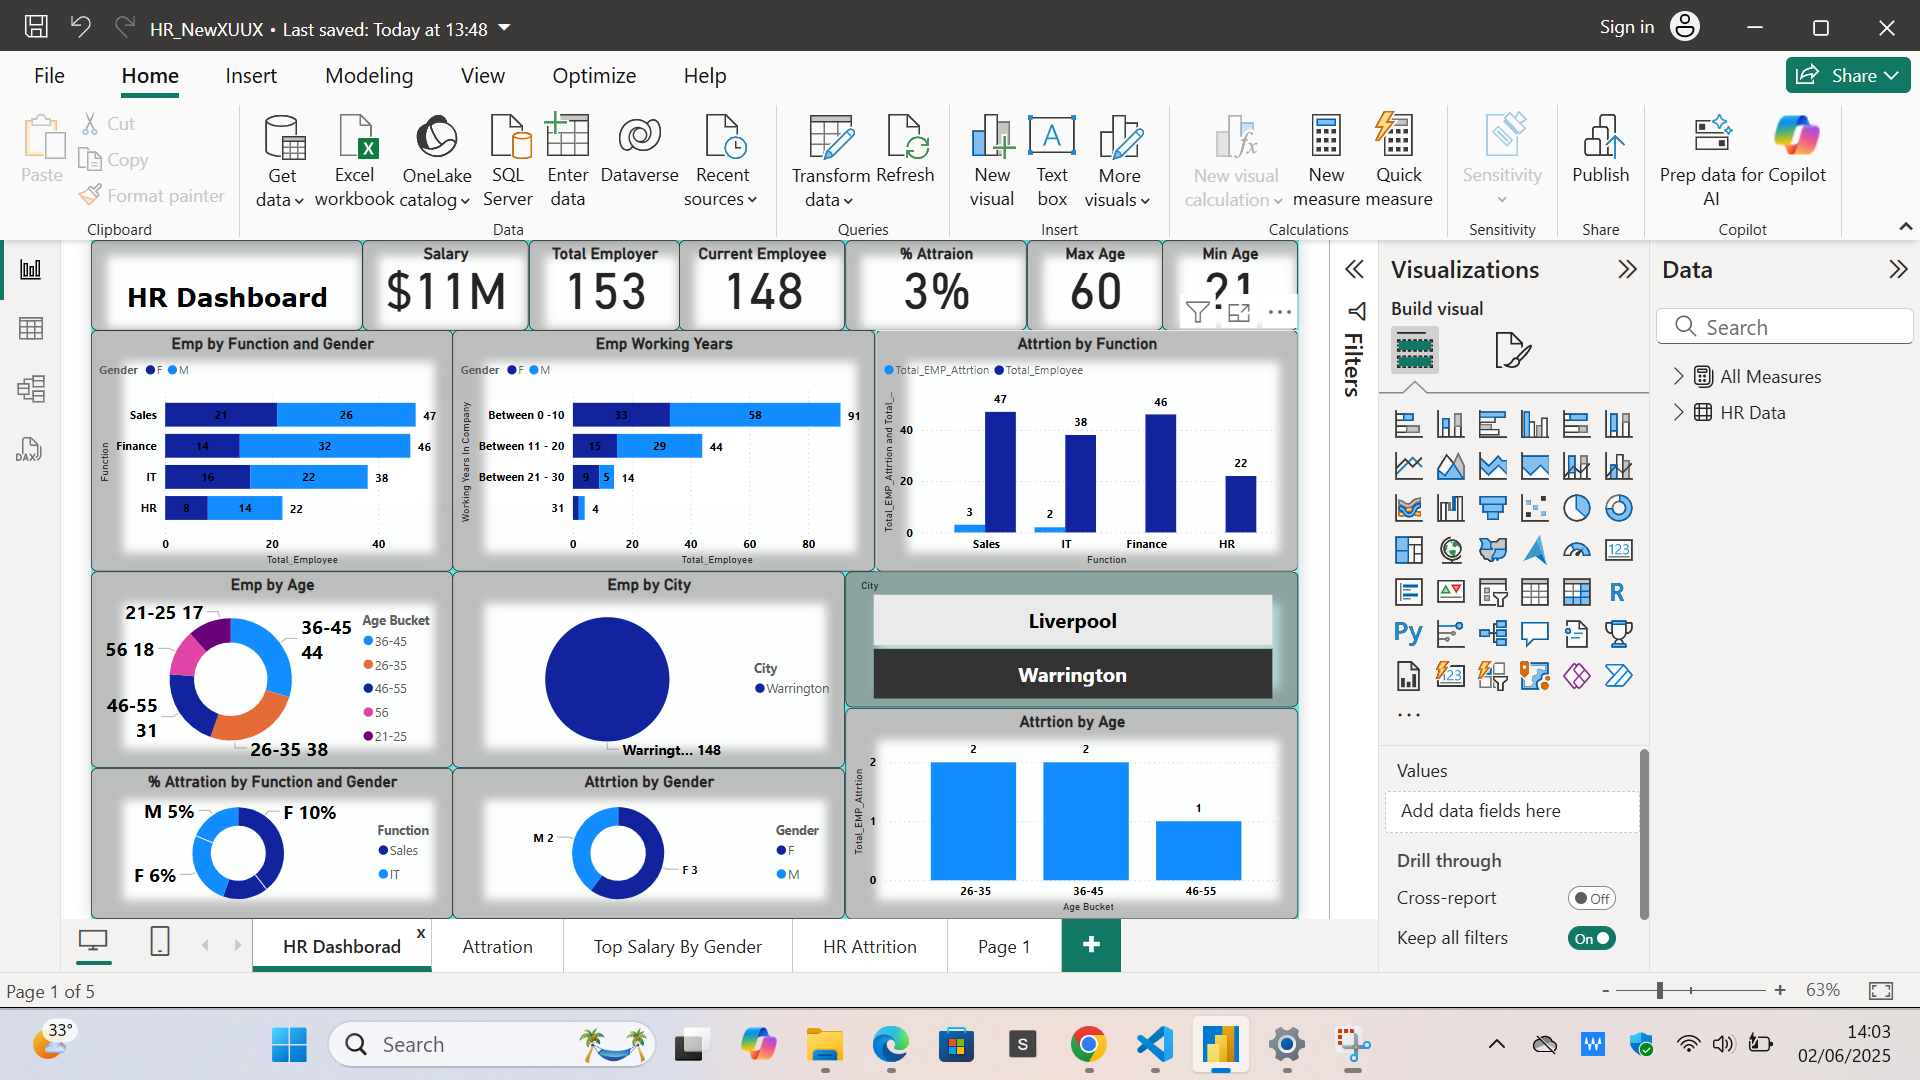 HR_NewXUUX • Last saved: Today at 13:48
Sign in
File Home Insert Modeling View Optimize Help
Share
Paste
Cut
Copy
Format painter
Clipboard
Get data
Excel workbook
OneLake catalog
SQL Server
Enter data
Dataverse
Recent sources
Data
Transform data
Refresh
Queries
New visual
Text box
More visuals
Insert
New visual calculation
New measure
Quick measure
Calculations
Sensitivity
Sensitivity
Publish
Share
Prep data for AI
Copilot
Copilot
HR Dashboard
Salary
$11M
Total Employer
153
Current Employee
148
% Attraion
3%
Max Age
60
Min Age
21
Emp by Function and Gender
Gender F M
Function
Sales 21 26 47
Finance 14 32 46
IT 16 22 38
HR 8 14 22
0 20 40
Total_Employee
Emp Working Years
Gender F M
Working Years In Company
Between 0 -10 33 58 91
Between 11 - 20 15 29 44
Between 21 - 30 9 5 14
31 4
0 20 40 60 80
Total_Employee
Attrtion by Function
Total_EMP_Attrtion Total_Employee
Total_EMP_Attrtion and Total_...
40
20
0
3 47
2 38
46
22
Sales IT Finance HR
Function
Emp by Age
21-25 17
36-45 44
56 18
46-55 31
26-35 38
Age Bucket
36-45
26-35
46-55
56
21-25
Emp by City
Warringt... 148
City
Warrington
City
Liverpool
Warrington
% Attration by Function and Gender
M 5%
F 10%
F 6%
Function
Sales
IT
Attrtion by Gender
M 2
F 3
Gender
F
M
Attrtion by Age
Total_EMP_Attrtion
2
1
0
2 2 1
26-35 36-45 46-55
Age Bucket
Filters
Visualizations
Build visual
123
R
Py
123
Values
Add data fields here
Drill through
Cross-report Off
Keep all filters On
Data
Search
All Measures
HR Data
DAX
HR Dashborad x
Attration
Top Salary By Gender
HR Attrition
Page 1
+
Page 1 of 5
- + 63%
33°
Search
S
W
14:03
02/06/2025